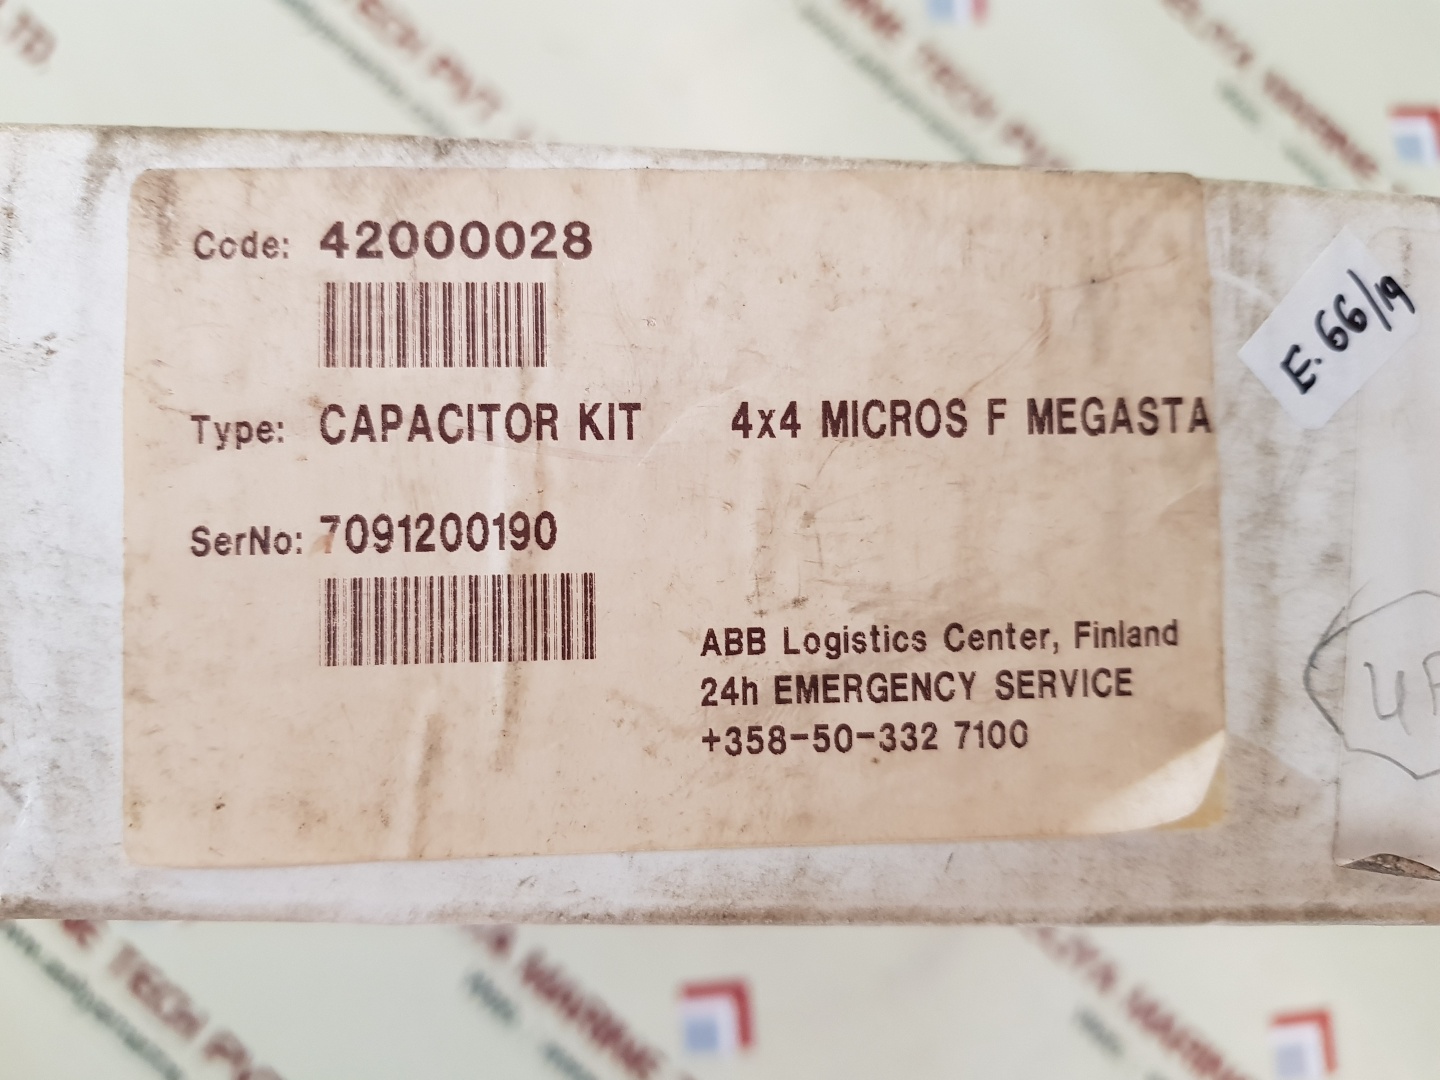 Code: 42000028
Type: CAPACITOR KIT 4x4 MICROS F MEGASTA
SerNo: 7091200190
ABB Logistics Center, Finland
24h EMERGENCY SERVICE
+358-50-332 7100
E.66/19